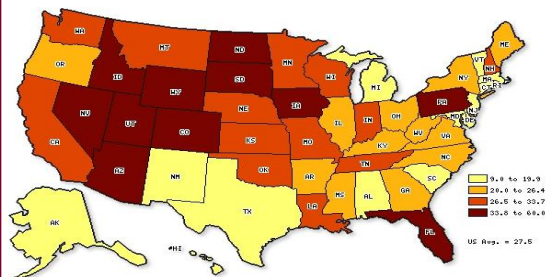 WA
MT
ND
MN
ME
OR
ID
SD
WI
MI
NY
VT
NH
MA
CT
RI
WY
NE
IA
PA
NJ
MD
DE
NV
UT
CO
KS
MO
IL
IN
OH
WV
VA
KY
CA
AZ
NM
OK
AR
TN
NC
SC
TX
LA
MS
AL
GA
FL
AK
*HI
9.0 to 19.9
20.0 to 26.4
26.5 to 33.7
33.8 to 60.0
US Avg. = 27.5